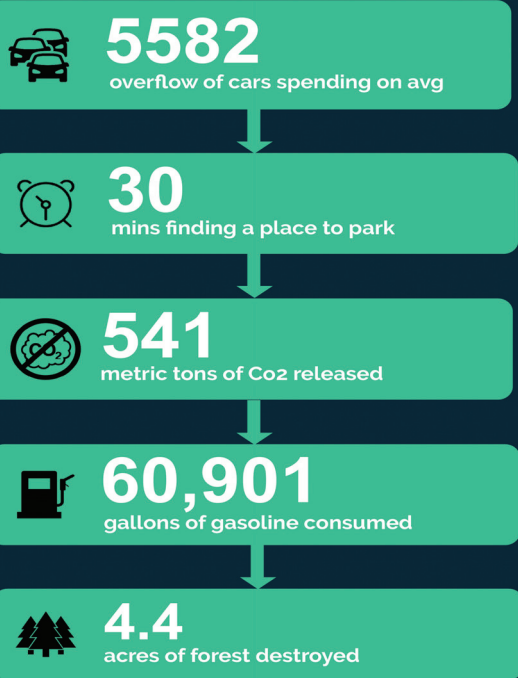 5582
overflow of cars spending on avg
30
mins finding a place to park
CO2
541
metric tons of Co2 released
60,901
gallons of gasoline consumed
4.4
acres of forest destroyed